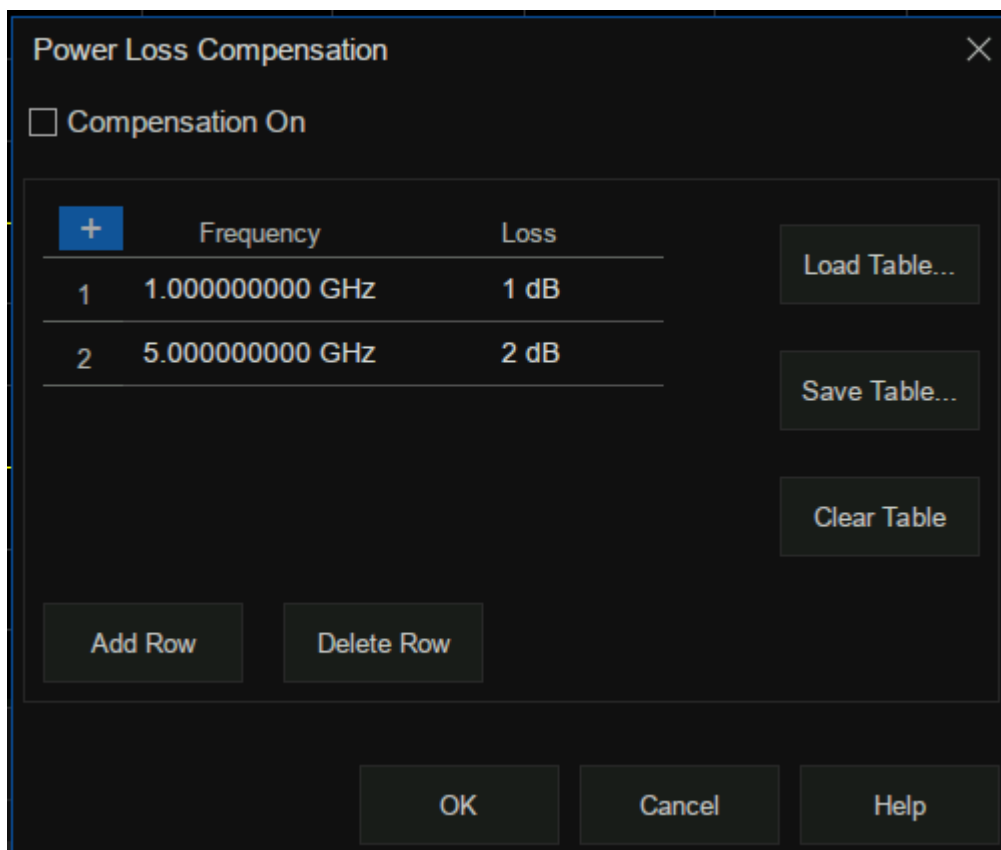 Power Loss Compensation
Compensation On
+ Frequency Loss
1 1.000000000 GHz 1 dB
2 5.000000000 GHz 2 dB
Load Table...
Save Table...
Clear Table
Add Row Delete Row
OK Cancel Help